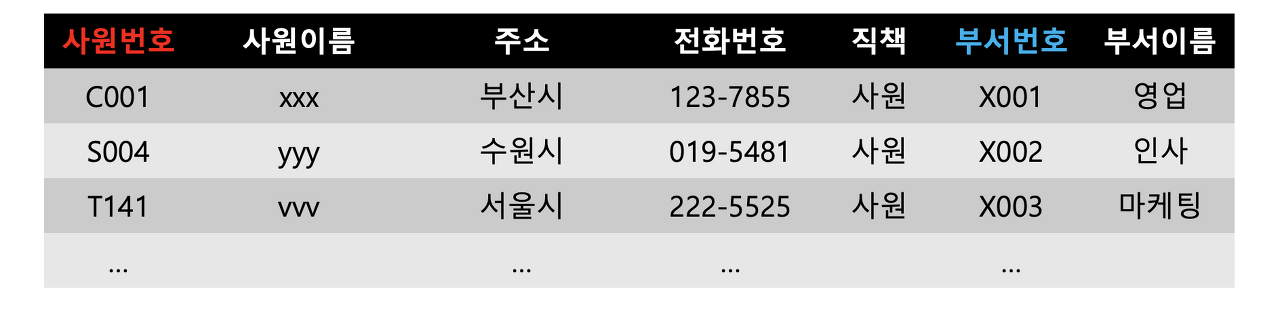 사원번호 사원이름 주소 전화번호 직책 부서번호 부서이름
C001 xxx 부산시 123-7855 사원 X001 영업
S004 yyy 수원시 019-5481 사원 X002 인사
T141 vvv 서울시 222-5525 사원 X003 마케팅
... ... ... ...